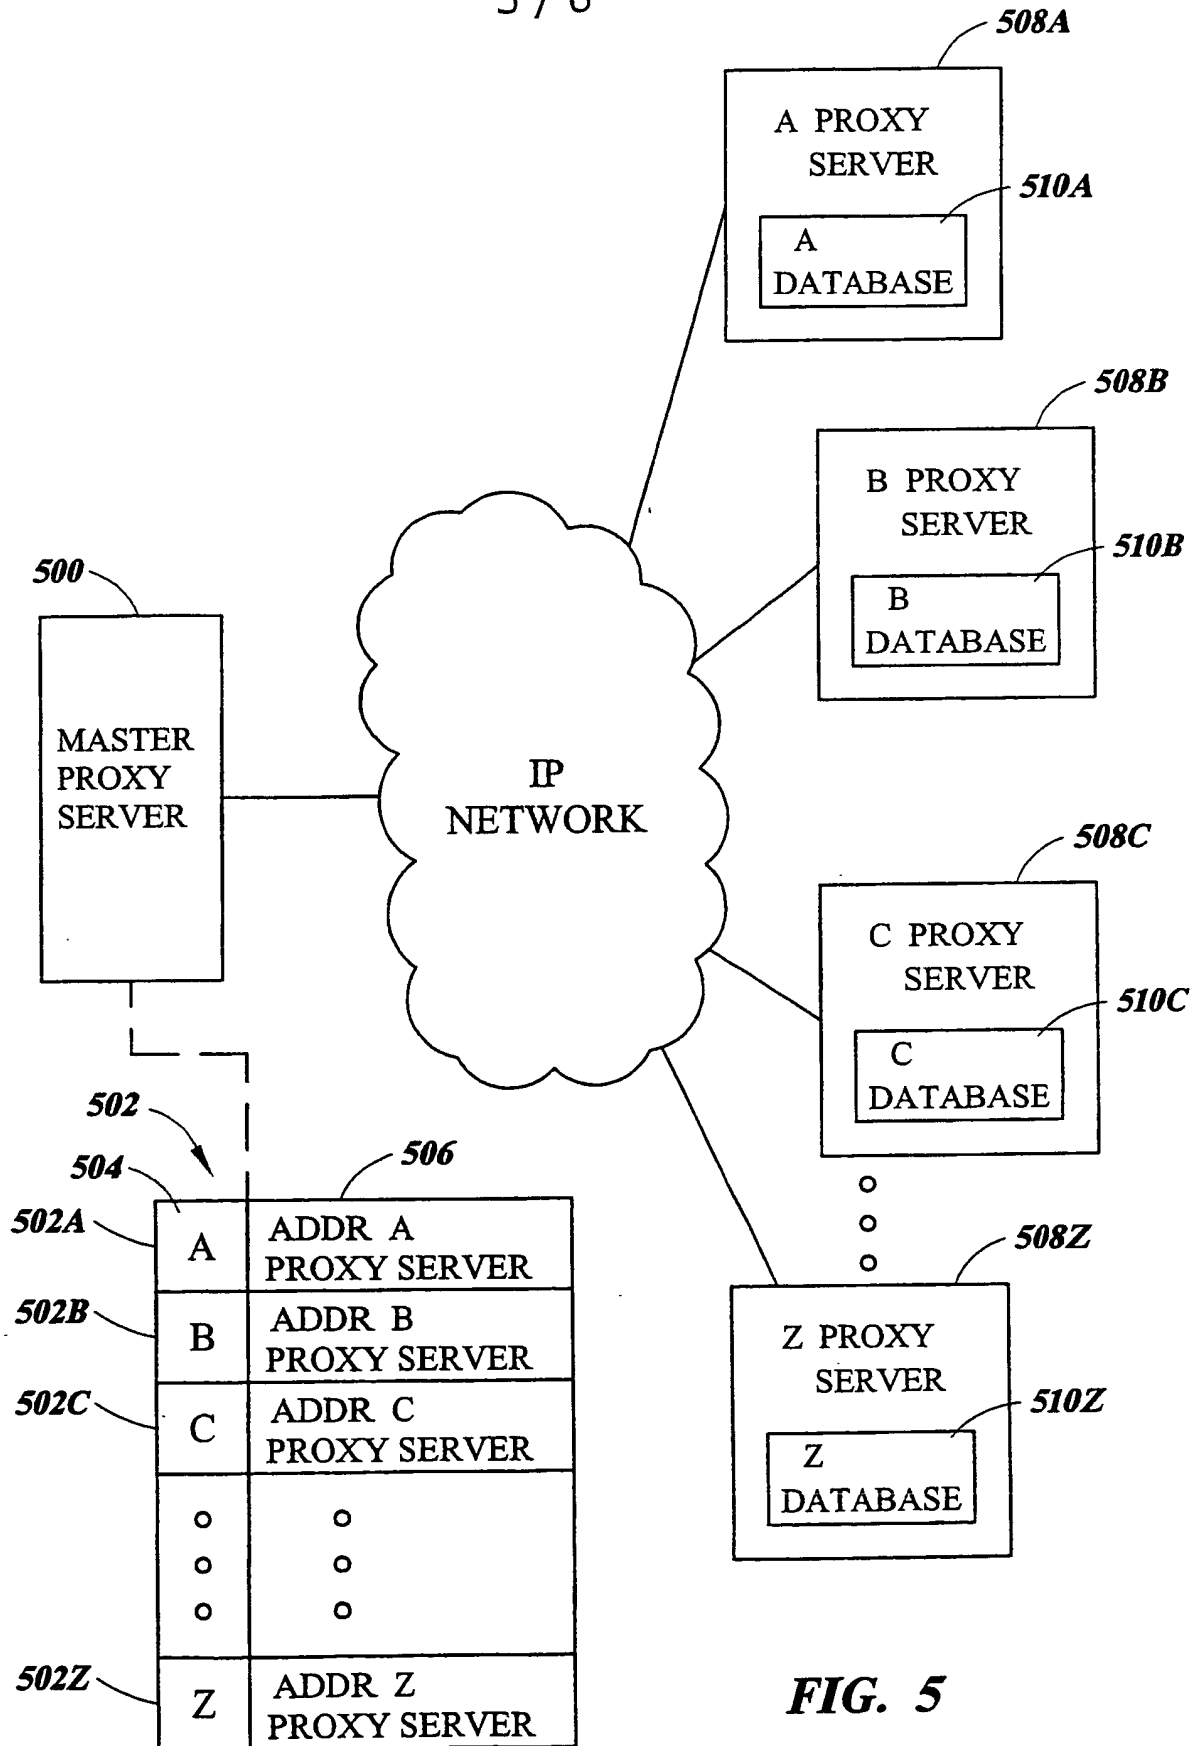 5 / 6
508A
A PROXY
SERVER
510A
A
DATABASE
508B
B PROXY
SERVER
510B
B
DATABASE
500
MASTER
PROXY
SERVER
IP
NETWORK
508C
C PROXY
SERVER
510C
C
DATABASE
502
504
506
502A
A
ADDR A
PROXY SERVER
502B
B
ADDR B
PROXY SERVER
502C
C
ADDR C
PROXY SERVER
502Z
Z
ADDR Z
PROXY SERVER
508Z
Z PROXY
SERVER
510Z
Z
DATABASE
FIG. 5